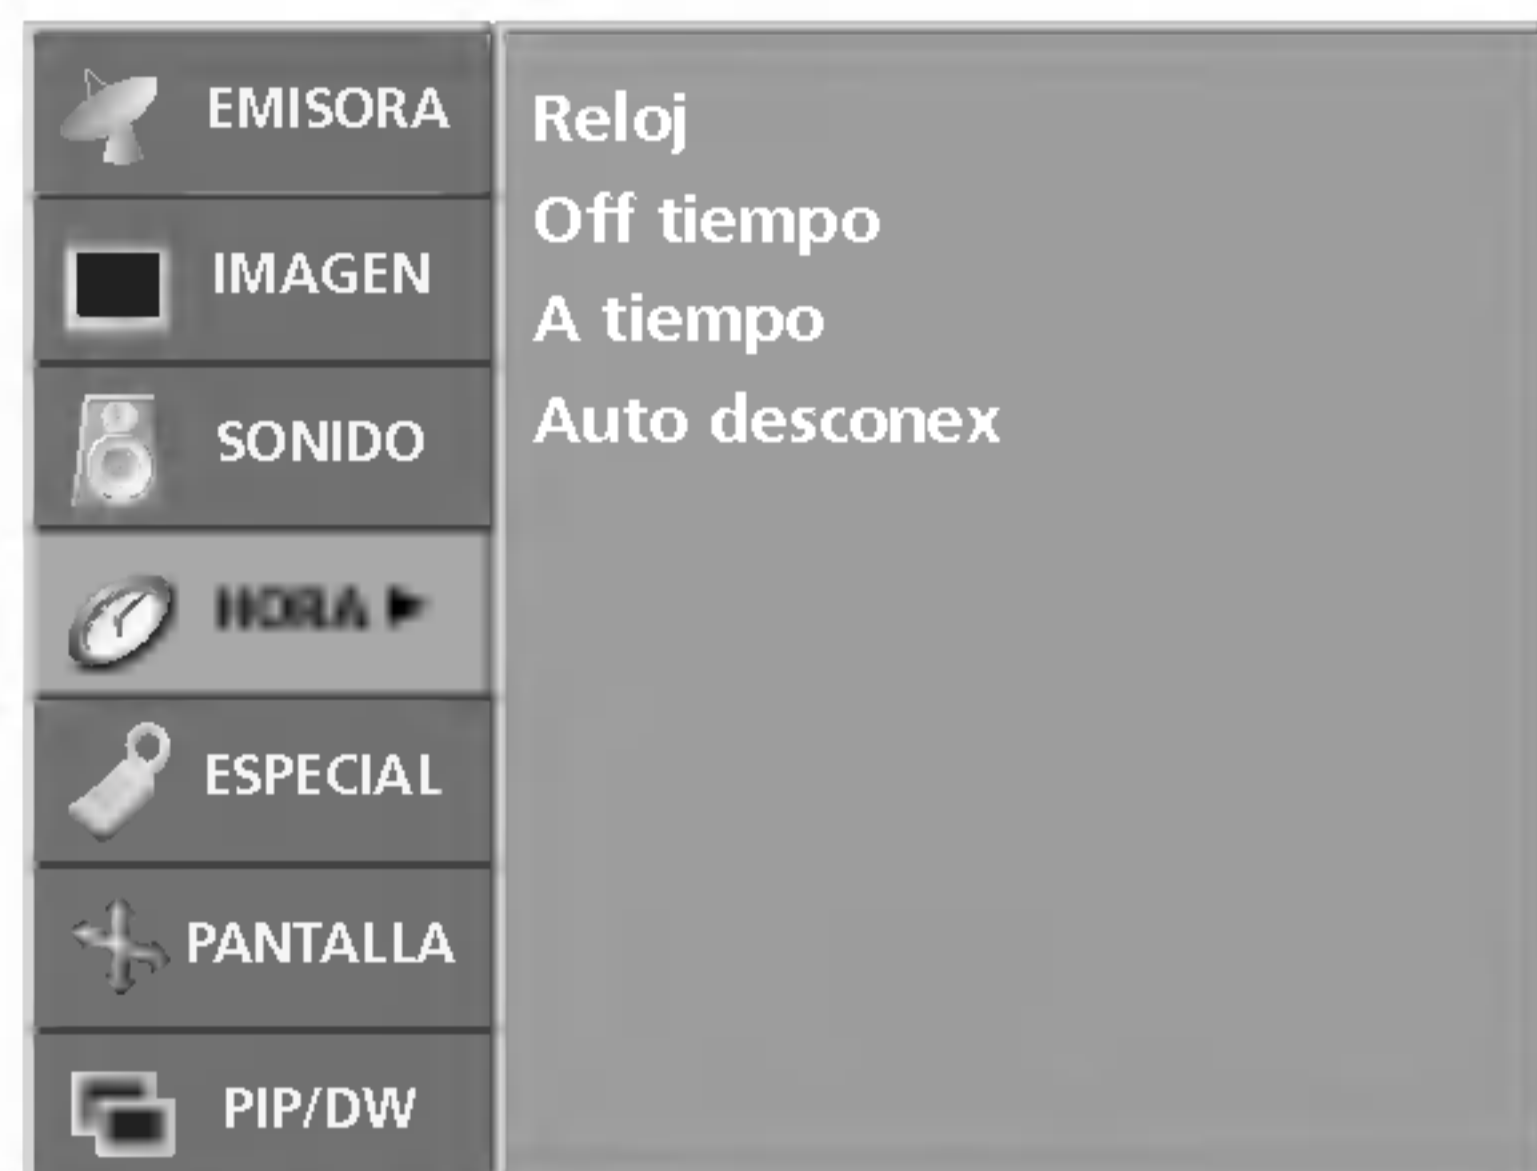 EMISORA
IMAGEN
SONIDO
HORA
ESPECIAL
PANTALLA
PIP/DW
Reloj
Off tiempo
A tiempo
Auto desconex